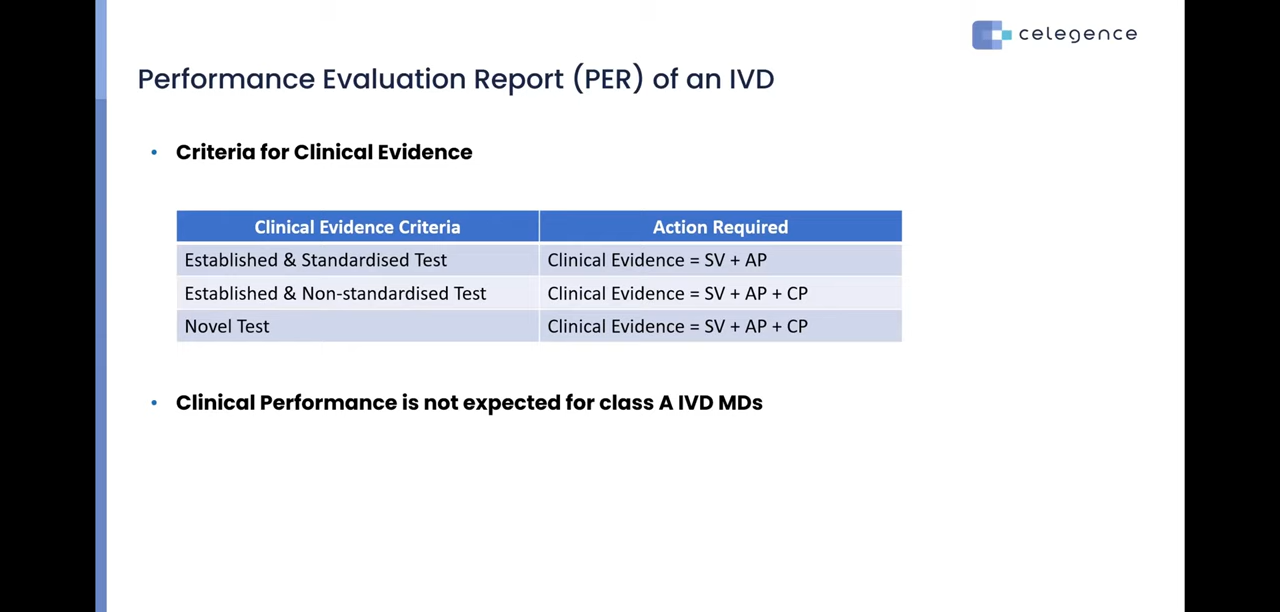 celegence
Performance Evaluation Report (PER) of an IVD
• Criteria for Clinical Evidence
Clinical Evidence Criteria Action Required
Established & Standardised Test Clinical Evidence = SV + AP
Established & Non-standardised Test Clinical Evidence = SV + AP + CP
Novel Test Clinical Evidence = SV + AP + CP
• Clinical Performance is not expected for class A IVD MDs